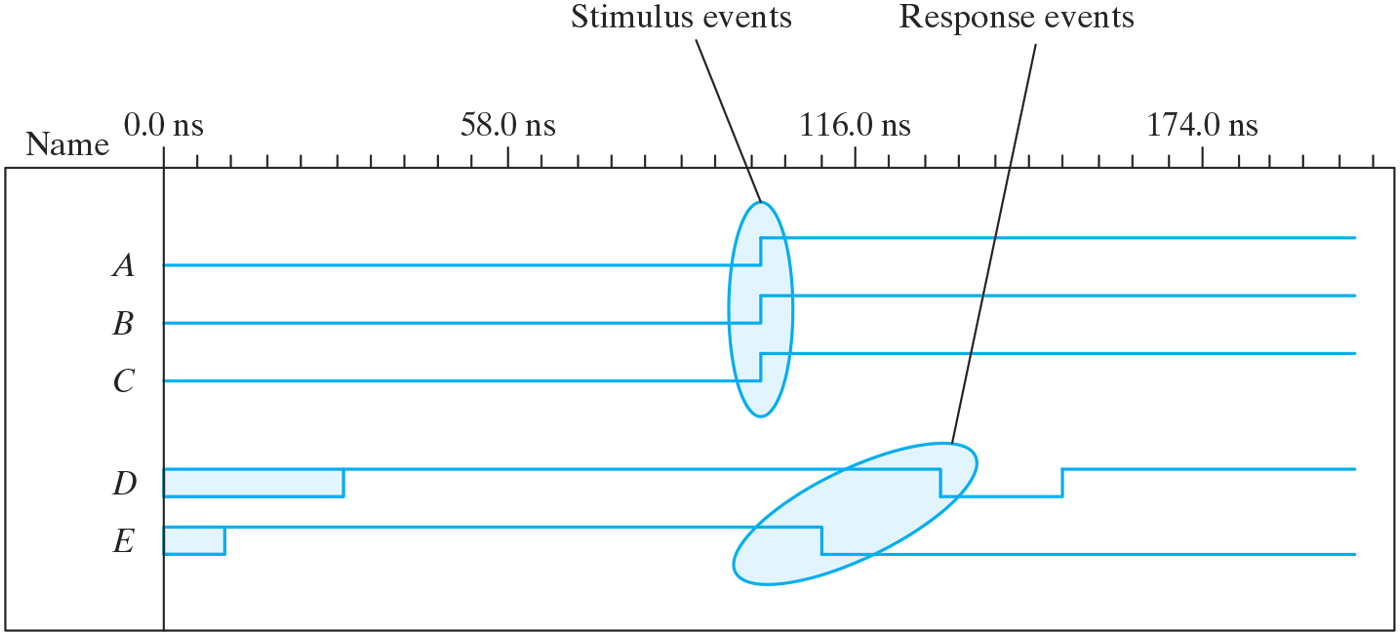 Stimulus events Response events
0.0 ns 58.0 ns 116.0 ns 174.0 ns
Name
A
B
C
D
E